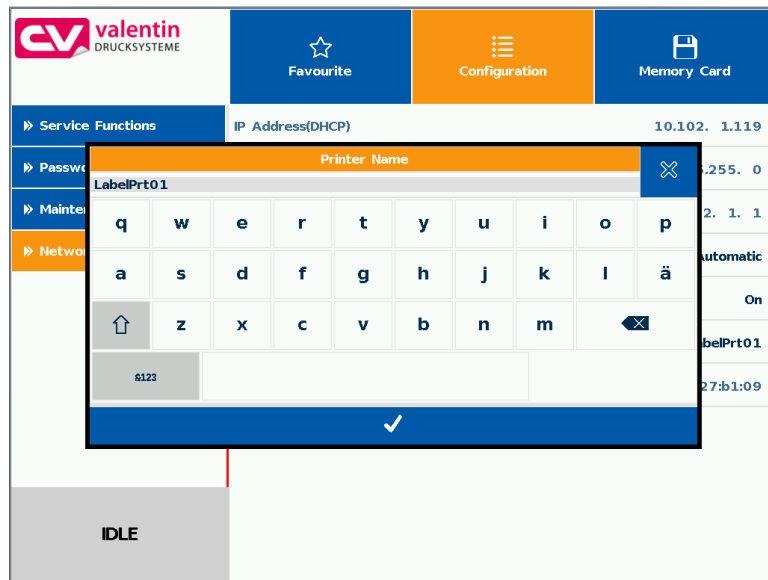 valentin
DRUCKSYSTEME
Favourite
Configuration
Memory Card
Service Functions
IP Address(DHCP)
10.102. 1.119
Printer Name
LabelPrt01
.255. 0
2. 1. 1
Automatic
On
belPrt01
27:b1:09
q w e r t y u i o p
a s d f g h j k l ä
z x c v b n m
&123
IDLE